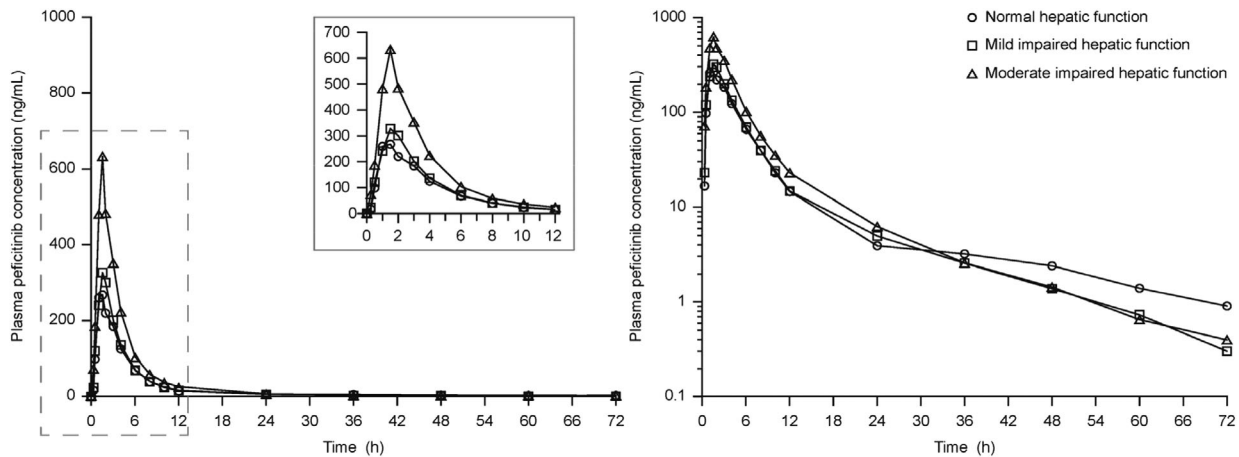 Plasma peficitinib concentration (ng/mL)
1000
800
600
400
200
0
0 6 12 18 24 30 36 42 48 54 60 66 72
Time (h)
700
600
500
400
300
200
100
0
0 2 4 6 8 10 12
Plasma peficitinib concentration (ng/mL)
1000
100
10
1
0.1
0 6 12 18 24 30 36 42 48 54 60 66 72
Time (h)
Normal hepatic function
Mild impaired hepatic function
Moderate impaired hepatic function